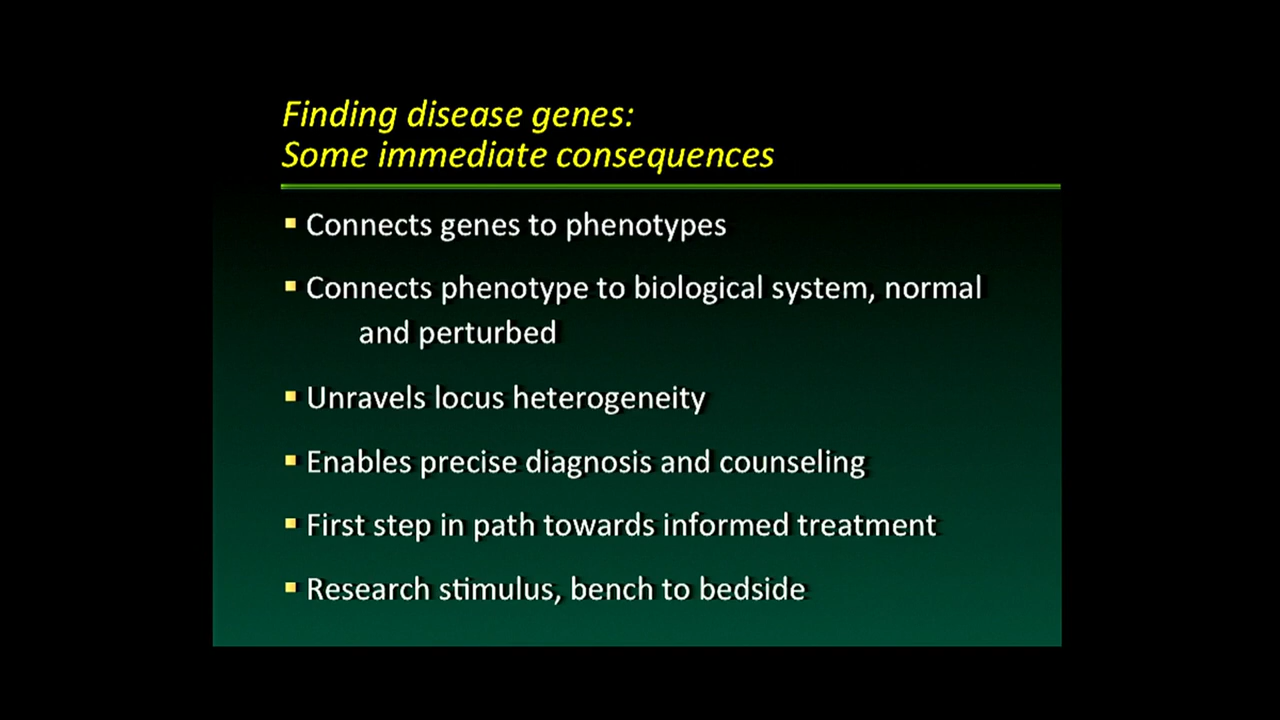 Finding disease genes:
Some immediate consequences
▪ Connects genes to phenotypes
▪ Connects phenotype to biological system, normal
and perturbed
▪ Unravels locus heterogeneity
▪ Enables precise diagnosis and counseling
▪ First step in path towards informed treatment
▪ Research stimulus, bench to bedside